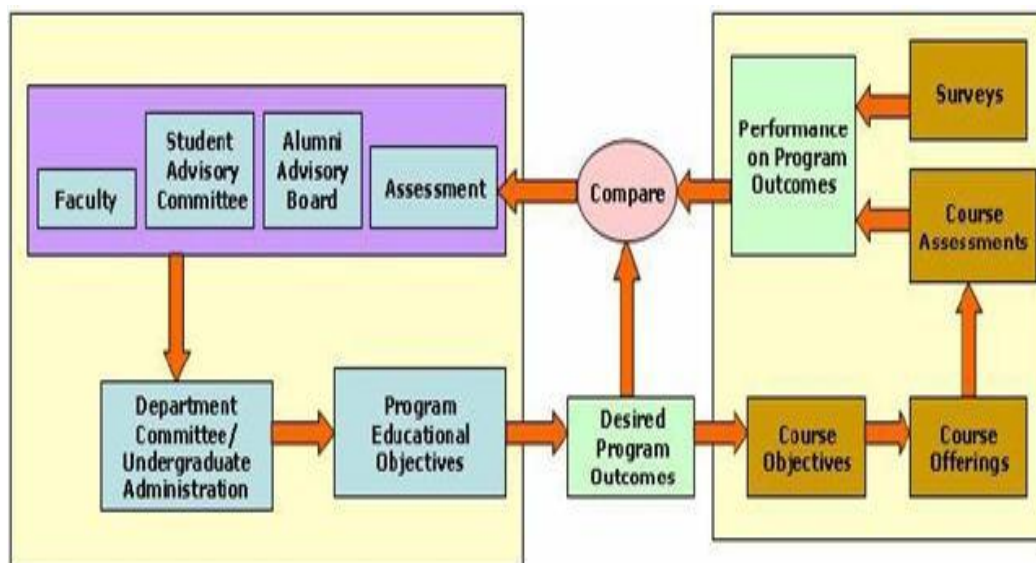 Faculty
Student
Advisory
Committee
Alumni
Advisory
Board
Assessment
Compare
Performance
on Program
Outcomes
Surveys
Course
Assessments
Department
Committee/
Undergraduate
Administration
Program
Educational
Objectives
Desired
Program
Outcomes
Course
Objectives
Course
Offerings